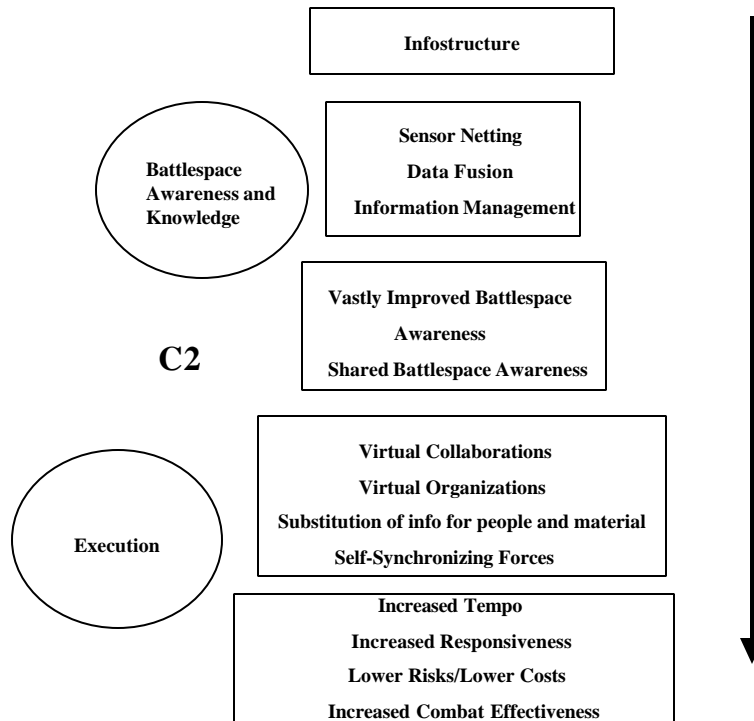 Infostructure
Sensor Netting
Data Fusion
Information Management
Battlespace
Awareness and
Knowledge
Vastly Improved Battlespace
Awareness
Shared Battlespace Awareness
C2
Virtual Collaborations
Virtual Organizations
Substitution of info for people and material
Self-Synchronizing Forces
Execution
Increased Tempo
Increased Responsiveness
Lower Risks/Lower Costs
Increased Combat Effectiveness